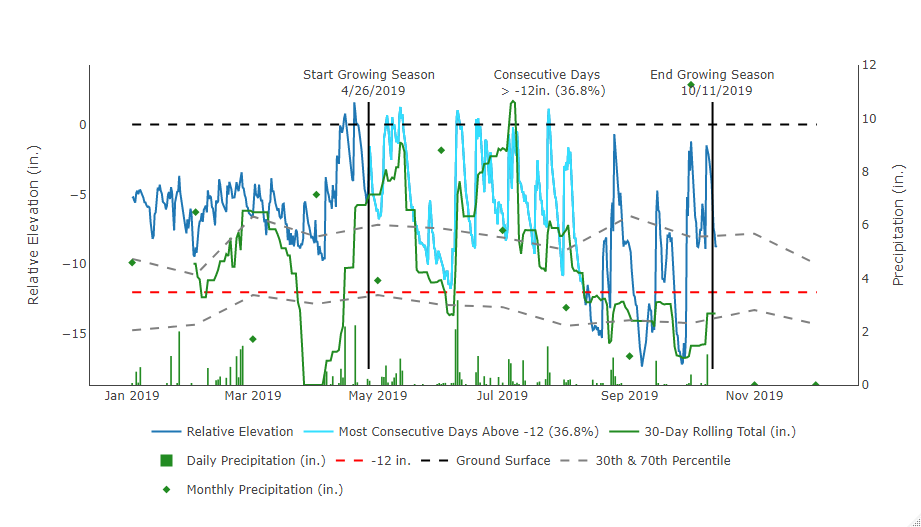 Start Growing Season
4/26/2019
Consecutive Days
> -12in. (36.8%)
End Growing Season
10/11/2019
Relative Elevation (in.)
0
−5
−10
−15
12
10
8
6
4
2
0
Precipitation (in.)
Jan 2019
Mar 2019
May 2019
Jul 2019
Sep 2019
Nov 2019
Relative Elevation
Most Consecutive Days Above -12 (36.8%)
30-Day Rolling Total (in.)
Daily Precipitation (in.)
-12 in.
Ground Surface
30th & 70th Percentile
Monthly Precipitation (in.)